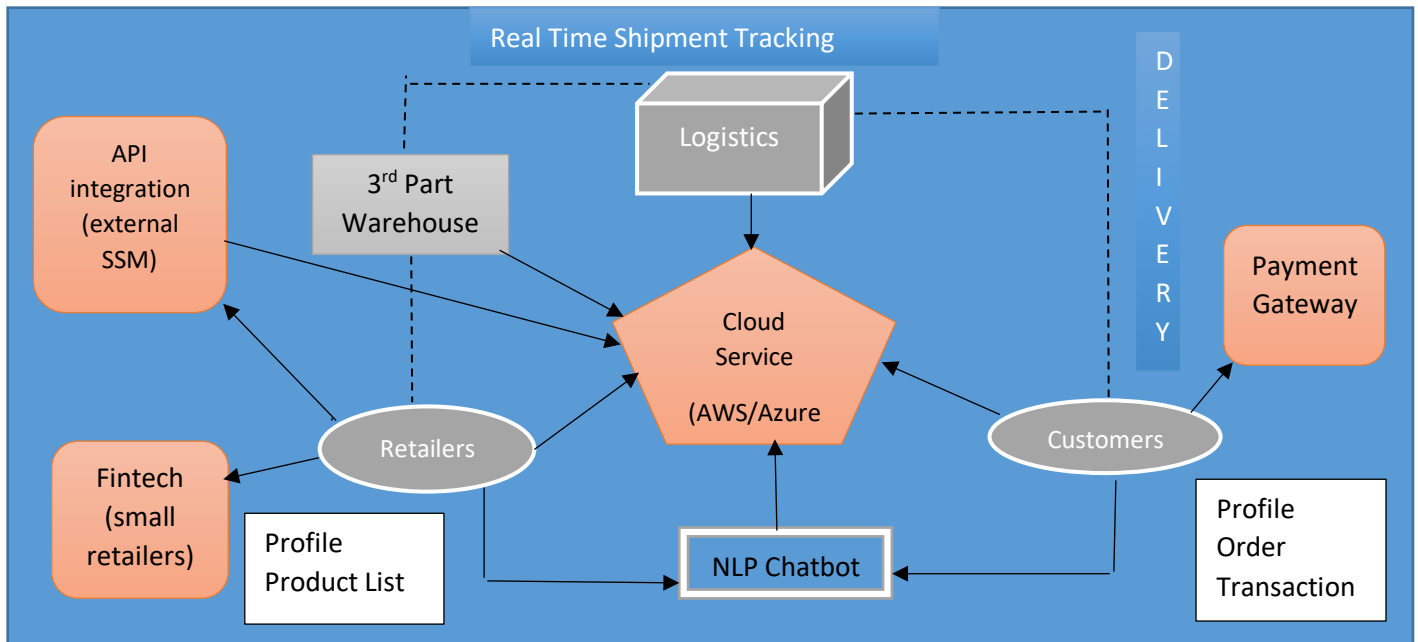 Real Time Shipment Tracking
D
E
L
I
V
E
R
Y
Logistics
API
integration
(external
SSM)
3rd Part
Warehouse
Payment
Gateway
Cloud
Service
(AWS/Azure
Retailers
Customers
Fintech
(small
retailers)
Profile
Product List
NLP Chatbot
Profile
Order
Transaction